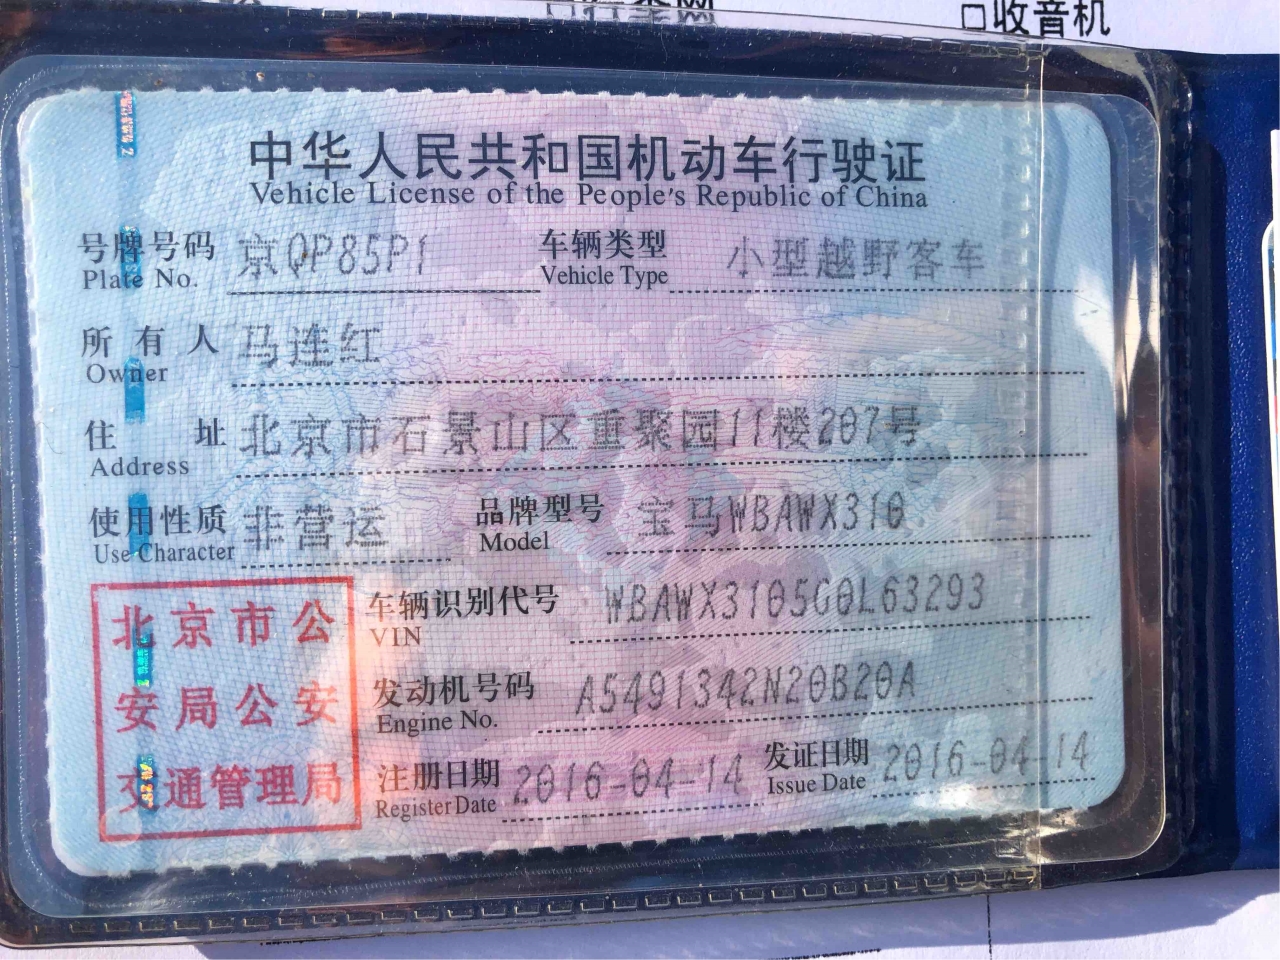 口收音机
中华人民共和国机动车行驶证
Vehicle License of the People's Republic of China
号牌号码 京QP85P1 车辆类型 小型越野客车
Plate No. Vehicle Type
所有人 马连红
Owner
住址 北京市石景山区重聚园11楼207号
Address
使用性质 非营运 品牌型号 宝马WBAWX310
Use Character Model
北京市公 车辆识别代号 WBAWX3105G0L63293
VIN
安局公安 发动机号码 A5491342N20B20A
Engine No.
交通管理局 注册日期 2016-04-14 发证日期 2016-04-14
Register Date Issue Date